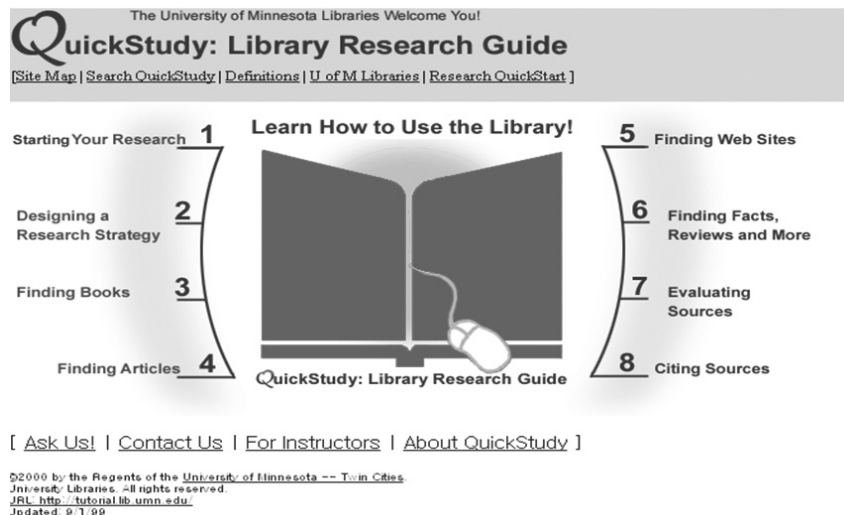 The University of Minnesota Libraries Welcome You!
QuickStudy: Library Research Guide
[Site Map | Search QuickStudy | Definitions | U of M Libraries | Research QuickStart ]
Learn How to Use the Library!
Starting Your Research 1
Designing a 2
Research Strategy
Finding Books 3
Finding Articles 4
5 Finding Web Sites
6 Finding Facts,
Reviews and More
7 Evaluating
Sources
8 Citing Sources
QuickStudy: Library Research Guide
[ Ask Us! | Contact Us | For Instructors | About QuickStudy ]
©2000 by the Regents of the University of Minnesota -- Twin Cities.
University Libraries. All rights reserved.
URL: http://tutorial.lib.umn.edu/
Updated: 9/1/99